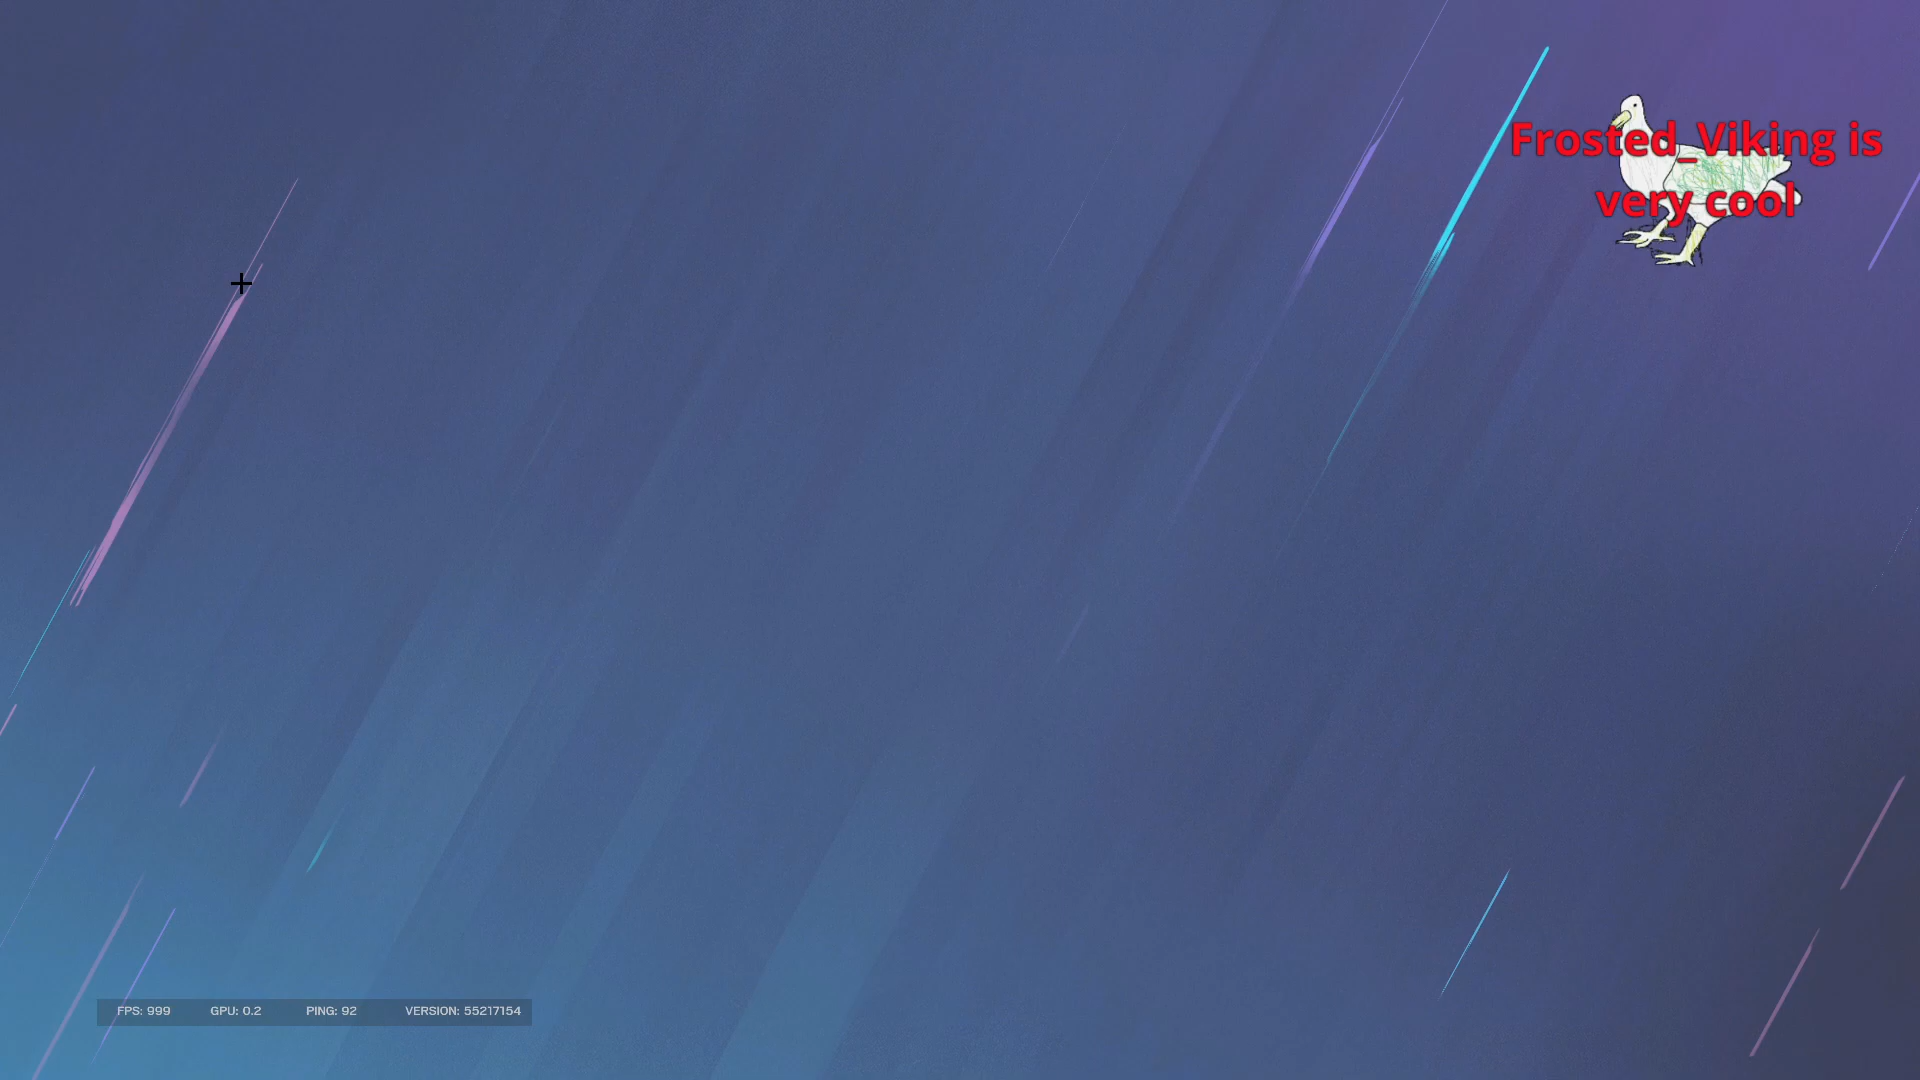 Frosted_Viking is
very cool
FPS: 999 GPU: 0.2 PING: 92 VERSION: 55217154